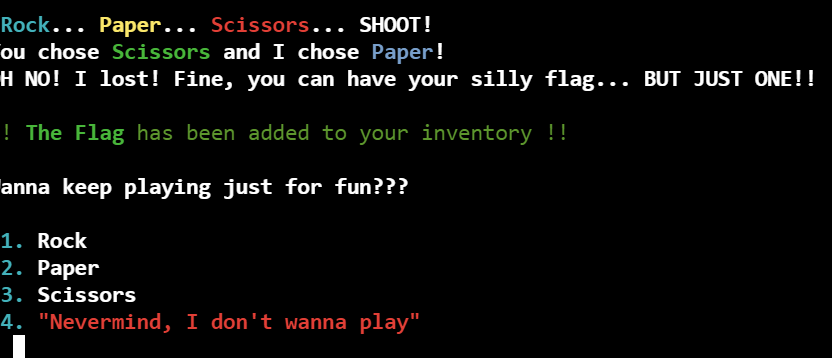 Rock... Paper... Scissors... SHOOT!
ou chose Scissors and I chose Paper!
H NO! I lost! Fine, you can have your silly flag... BUT JUST ONE!!
! The Flag has been added to your inventory !!
anna keep playing just for fun???
1. Rock
2. Paper
3. Scissors
4. "Nevermind, I don't wanna play"